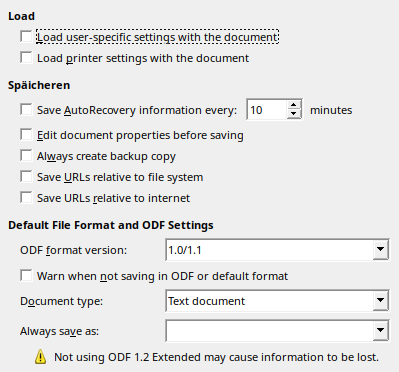 Load
Load user-specific settings with the document
Load printer settings with the document
Späicheren
Save AutoRecovery information every: 10 minutes
Edit document properties before saving
Always create backup copy
Save URLs relative to file system
Save URLs relative to internet
Default File Format and ODF Settings
ODF format version: 1.0/1.1
Warn when not saving in ODF or default format
Document type: Text document
Always save as:
Not using ODF 1.2 Extended may cause information to be lost.